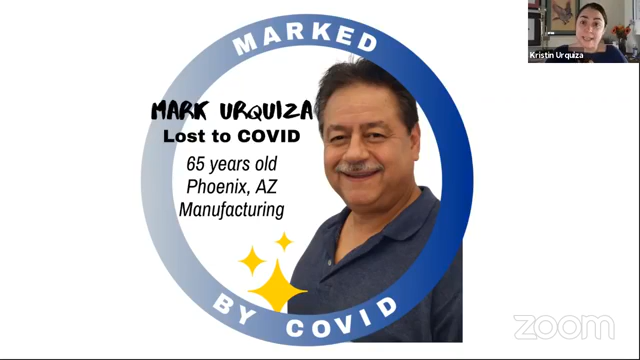 MARKED
Kristin Urquiza
MARK URQUIZA
Lost to COVID
65 years old
Phoenix, AZ
Manufacturing
BY COVID
zoom